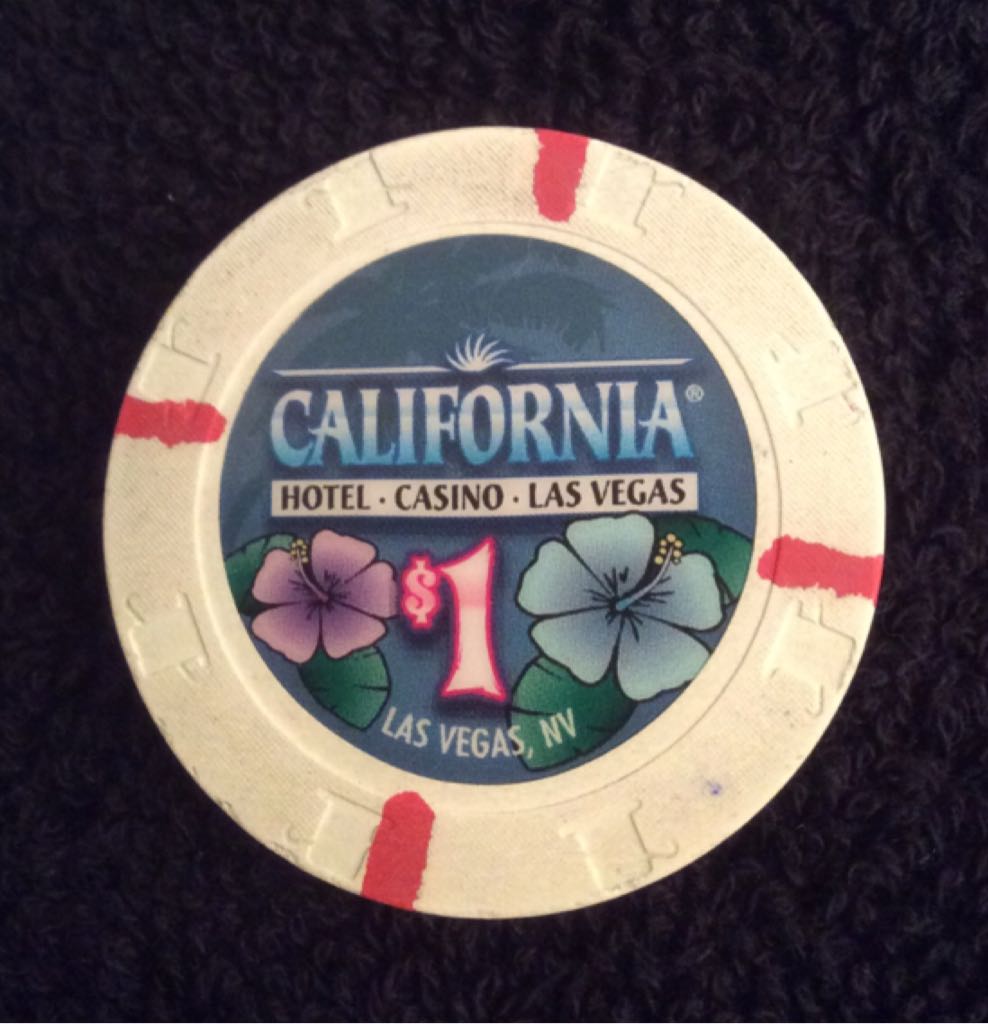 CALIFORNIA®
HOTEL · CASINO · LAS VEGAS
$1
LAS VEGAS, NV